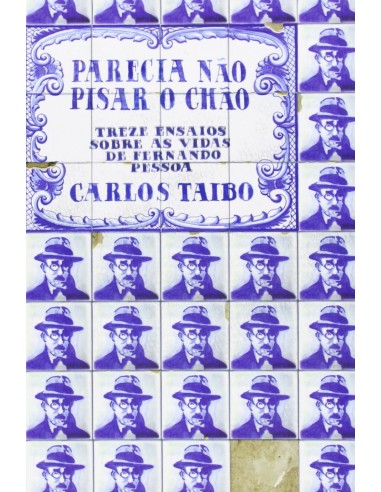 PARECIA NÃO
PISAR O CHÃO
TREZE ENSAIOS
SOBRE AS VIDAS
DE FERNANDO
PESSOA
CARLOS TAIBO